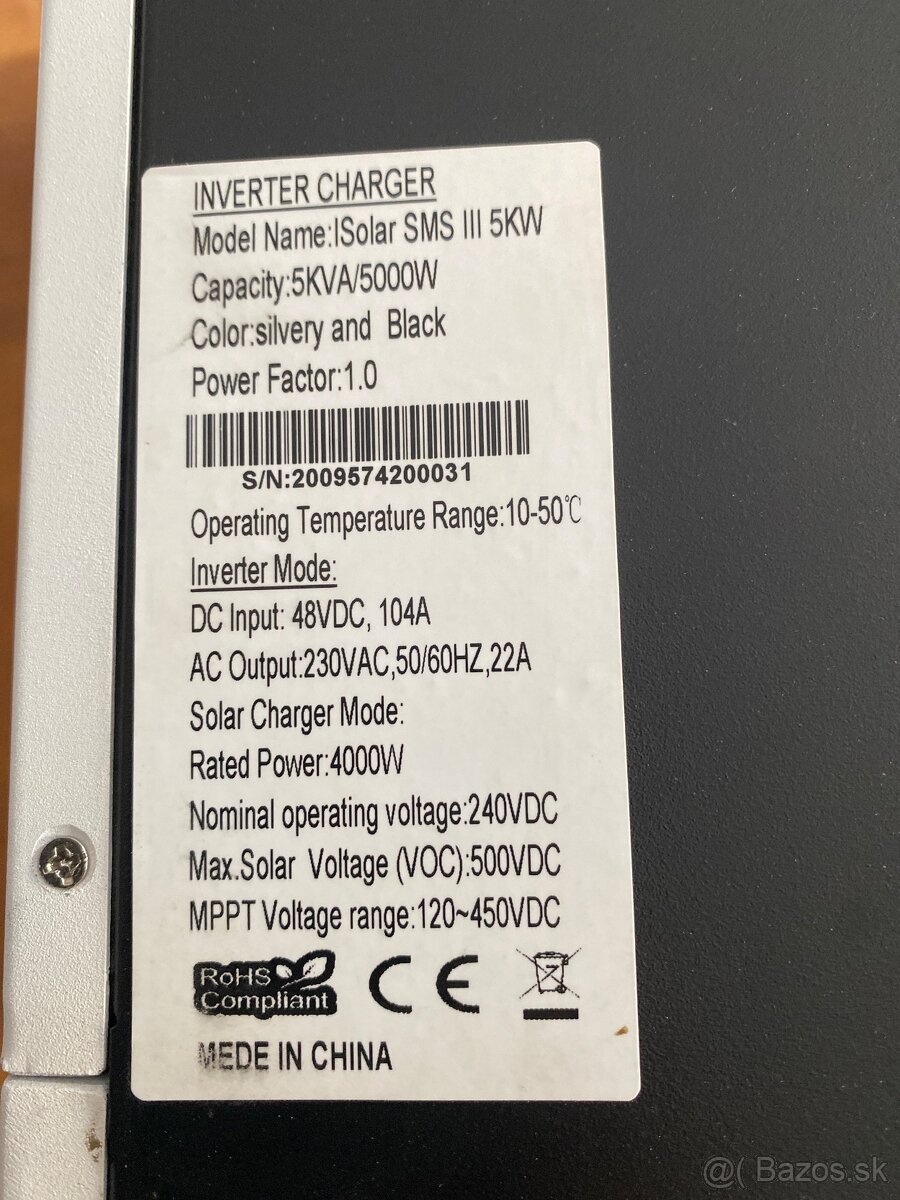 INVERTER CHARGER
Model Name:ISolar SMS III 5KW
Capacity:5KVA/5000W
Color:silvery and Black
Power Factor:1.0
S/N:2009574200031
Operating Temperature Range:10-50℃
Inverter Mode:
DC Input: 48VDC, 104A
AC Output:230VAC,50/60HZ,22A
Solar Charger Mode:
Rated Power:4000W
Nominal operating voltage:240VDC
Max.Solar Voltage (VOC):500VDC
MPPT Voltage range:120~450VDC
RoHS
Compliant
CE
MEDE IN CHINA
@( Bazos.sk